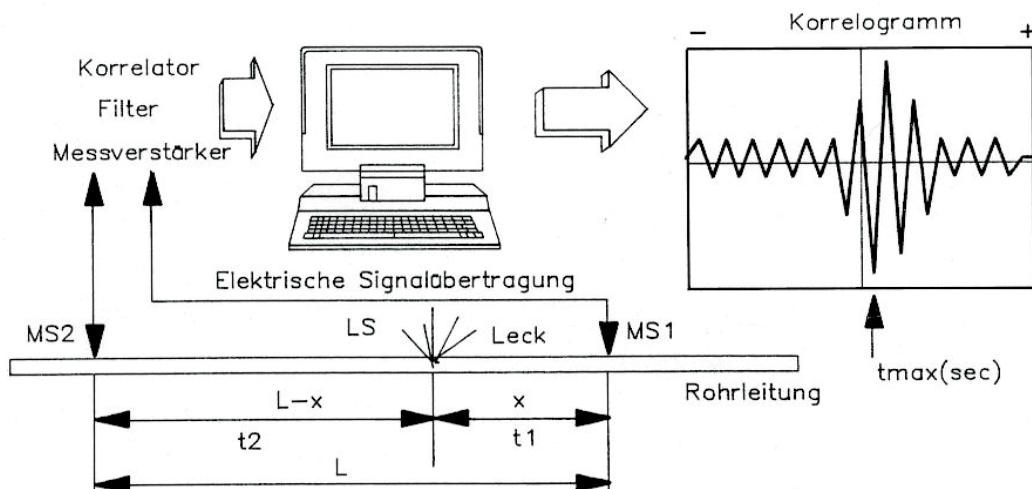 Korrelator
Filter
Messverstärker
Elektrische Signalübertragung
Korrelogramm
-
+
tmax(sec)
MS2
LS
Leck
MS1
Rohrleitung
L-x
x
t2
t1
L